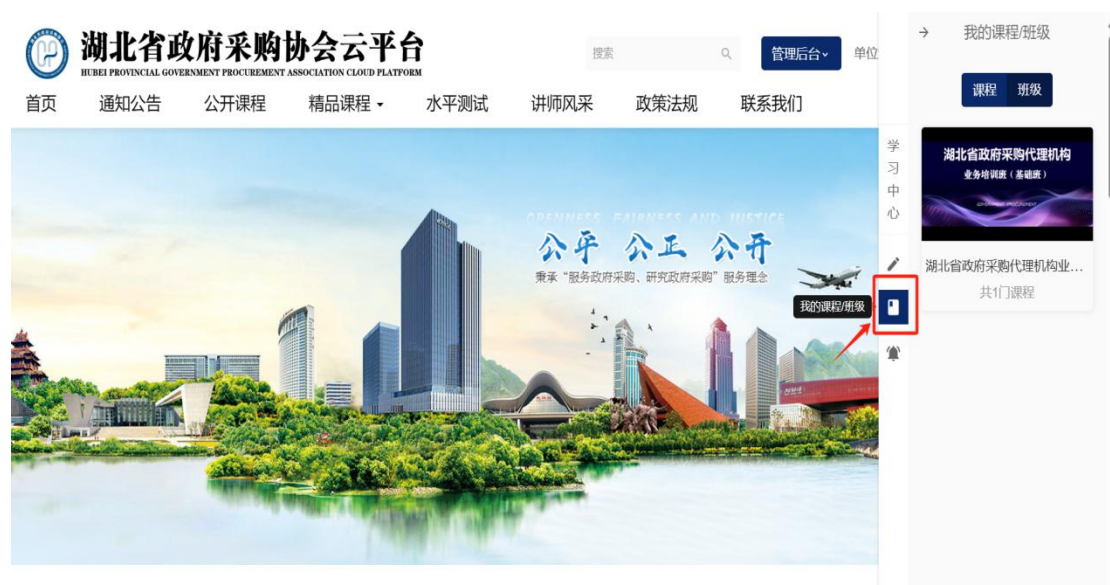 湖北省政府采购协会云平台
HUBEI PROVINCIAL GOVERNMENT PROCUREMENT ASSOCIATION CLOUD PLATFORM
搜索
管理后台
单位
首页
通知公告
公开课程
精品课程
水平测试
讲师风采
政策法规
联系我们
OPENNESS FAIRNESS AND JUSTICE
公平 公正 公开
秉承“服务政府采购、研究政府采购”服务理念
学习中心
我的课程/班级
我的课程/班级
课程 班级
湖北省政府采购代理机构
业务培训班（基础班）
湖北省政府采购代理机构业...
共1门课程